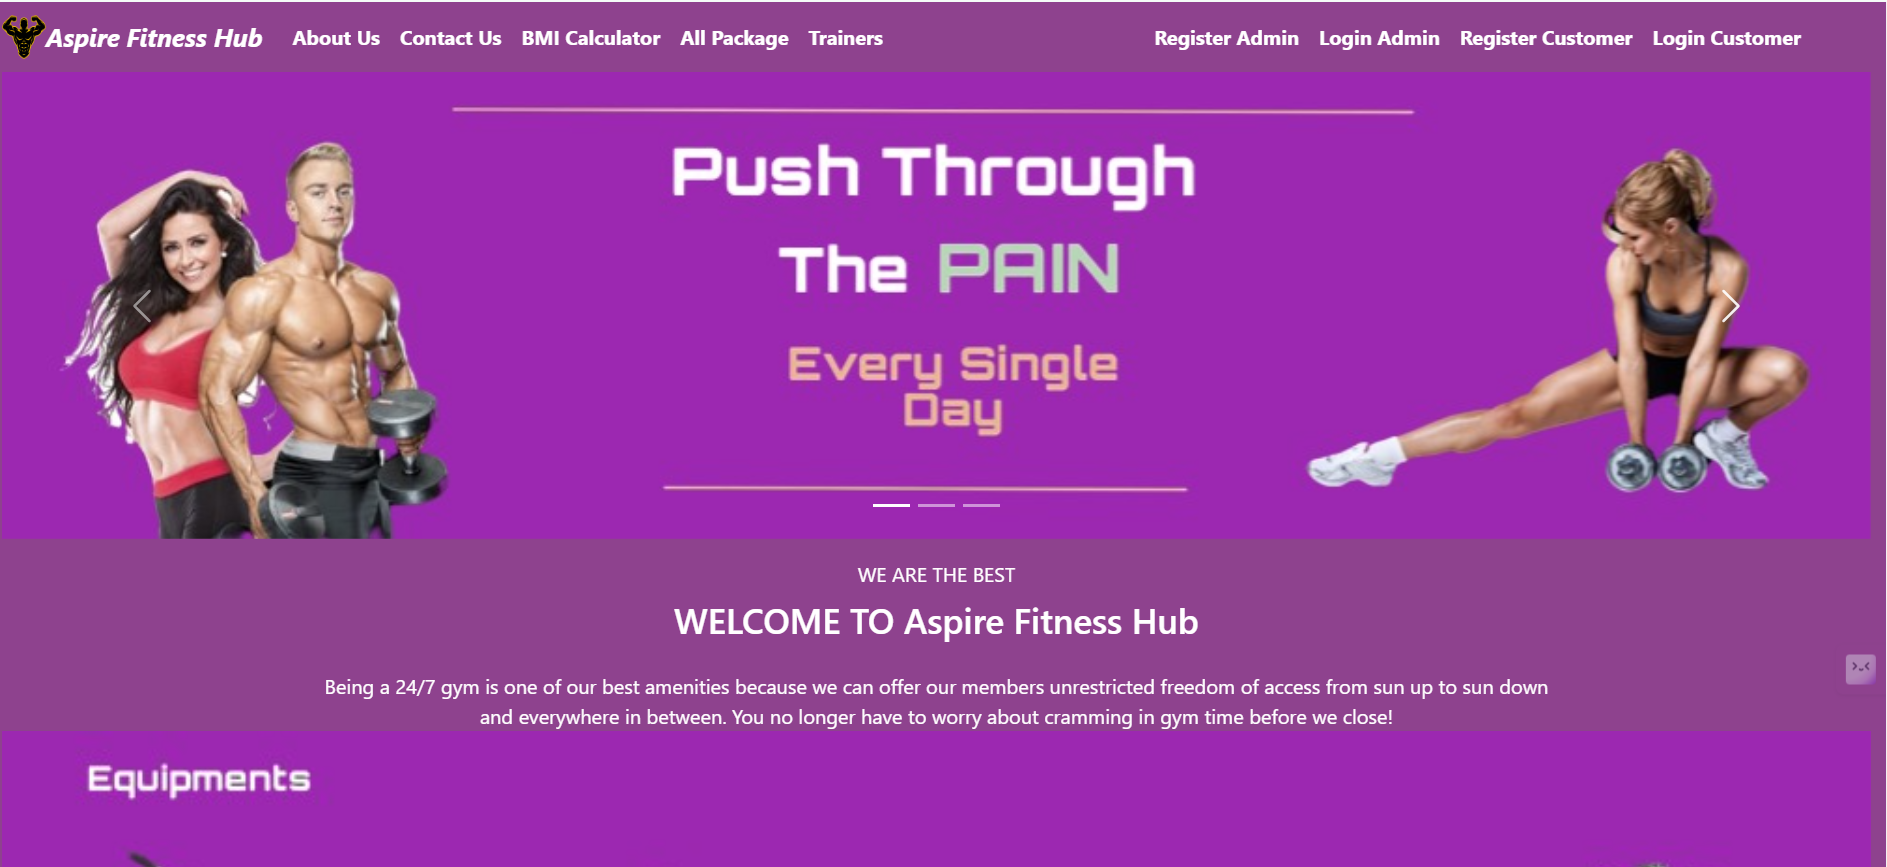 Aspire Fitness Hub About Us Contact Us BMI Calculator All Package Trainers Register Admin Login Admin Register Customer Login Customer
Push Through
The PAIN
Every Single
Day
WE ARE THE BEST
WELCOME TO Aspire Fitness Hub
Being a 24/7 gym is one of our best amenities because we can offer our members unrestricted freedom of access from sun up to sun down
and everywhere in between. You no longer have to worry about cramming in gym time before we close!
Equipments